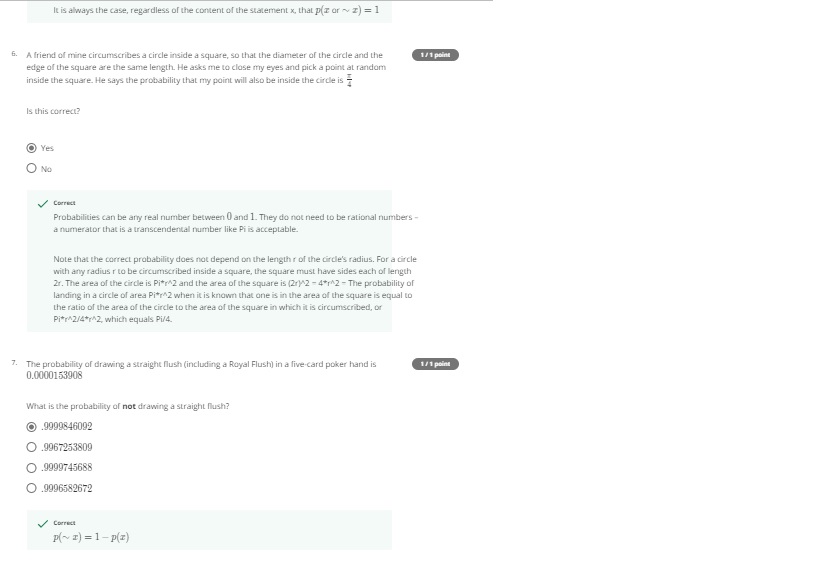 It is always the case, regardless of the content of the statement x, that p(x or ∼ x) = 1
6. A friend of mine circumscribes a circle inside a square, so that the diameter of the circle and the
1 / 1 point
edge of the square are the same length. He asks me to close my eyes and pick a point at random
inside the square. He says the probability that my point will also be inside the circle is π/4
Is this correct?
Yes
No
Correct
Probabilities can be any real number between 0 and 1. They do not need to be rational numbers –
a numerator that is a transcendental number like Pi is acceptable.
Note that the correct probability does not depend on the length r of the circle's radius. For a circle
with any radius r to be circumscribed inside a square, the square must have sides each of length
2r. The area of the circle is Pi*r^2 and the area of the square is (2r)^2 = 4*r^2 = The probability of
landing in a circle of area Pi*r^2 when it is known that one is in the area of the square is equal to
the ratio of the area of the circle to the area of the square in which it is circumscribed, or
Pi*r^2/4*r^2, which equals Pi/4.
7. The probability of drawing a straight flush (including a Royal Flush) in a five-card poker hand is
1 / 1 point
0.0000153908
What is the probability of not drawing a straight flush?
.9999846092
.9967253809
.9999745688
.9996582672
Correct
p(∼ x) = 1 − p(x)